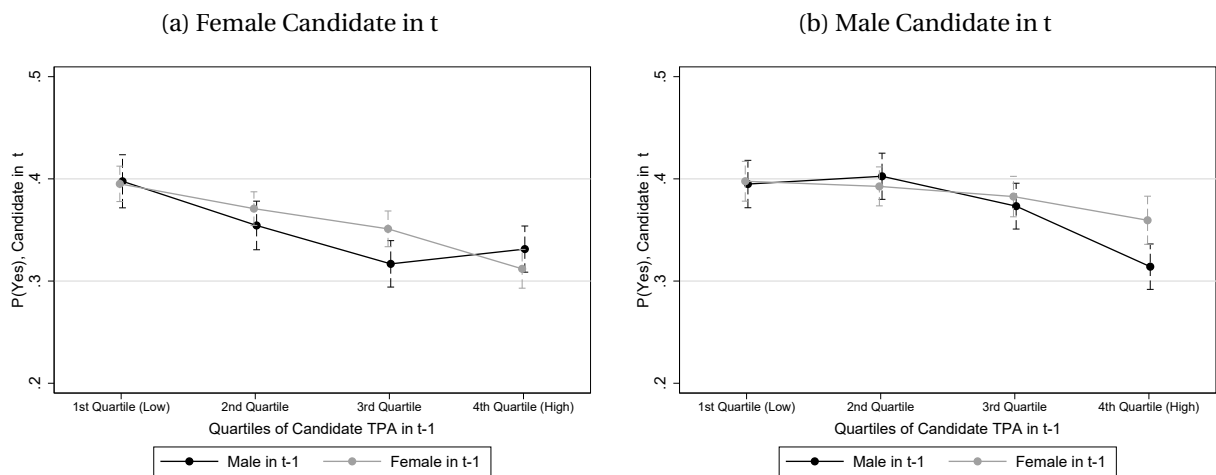 (a) Female Candidate in t
P(Yes), Candidate in t
.5
.4
.3
.2
1st Quartile (Low) 2nd Quartile 3rd Quartile 4th Quartile (High)
Quartiles of Candidate TPA in t-1
Male in t-1 Female in t-1
(b) Male Candidate in t
P(Yes), Candidate in t
.5
.4
.3
.2
1st Quartile (Low) 2nd Quartile 3rd Quartile 4th Quartile (High)
Quartiles of Candidate TPA in t-1
Male in t-1 Female in t-1